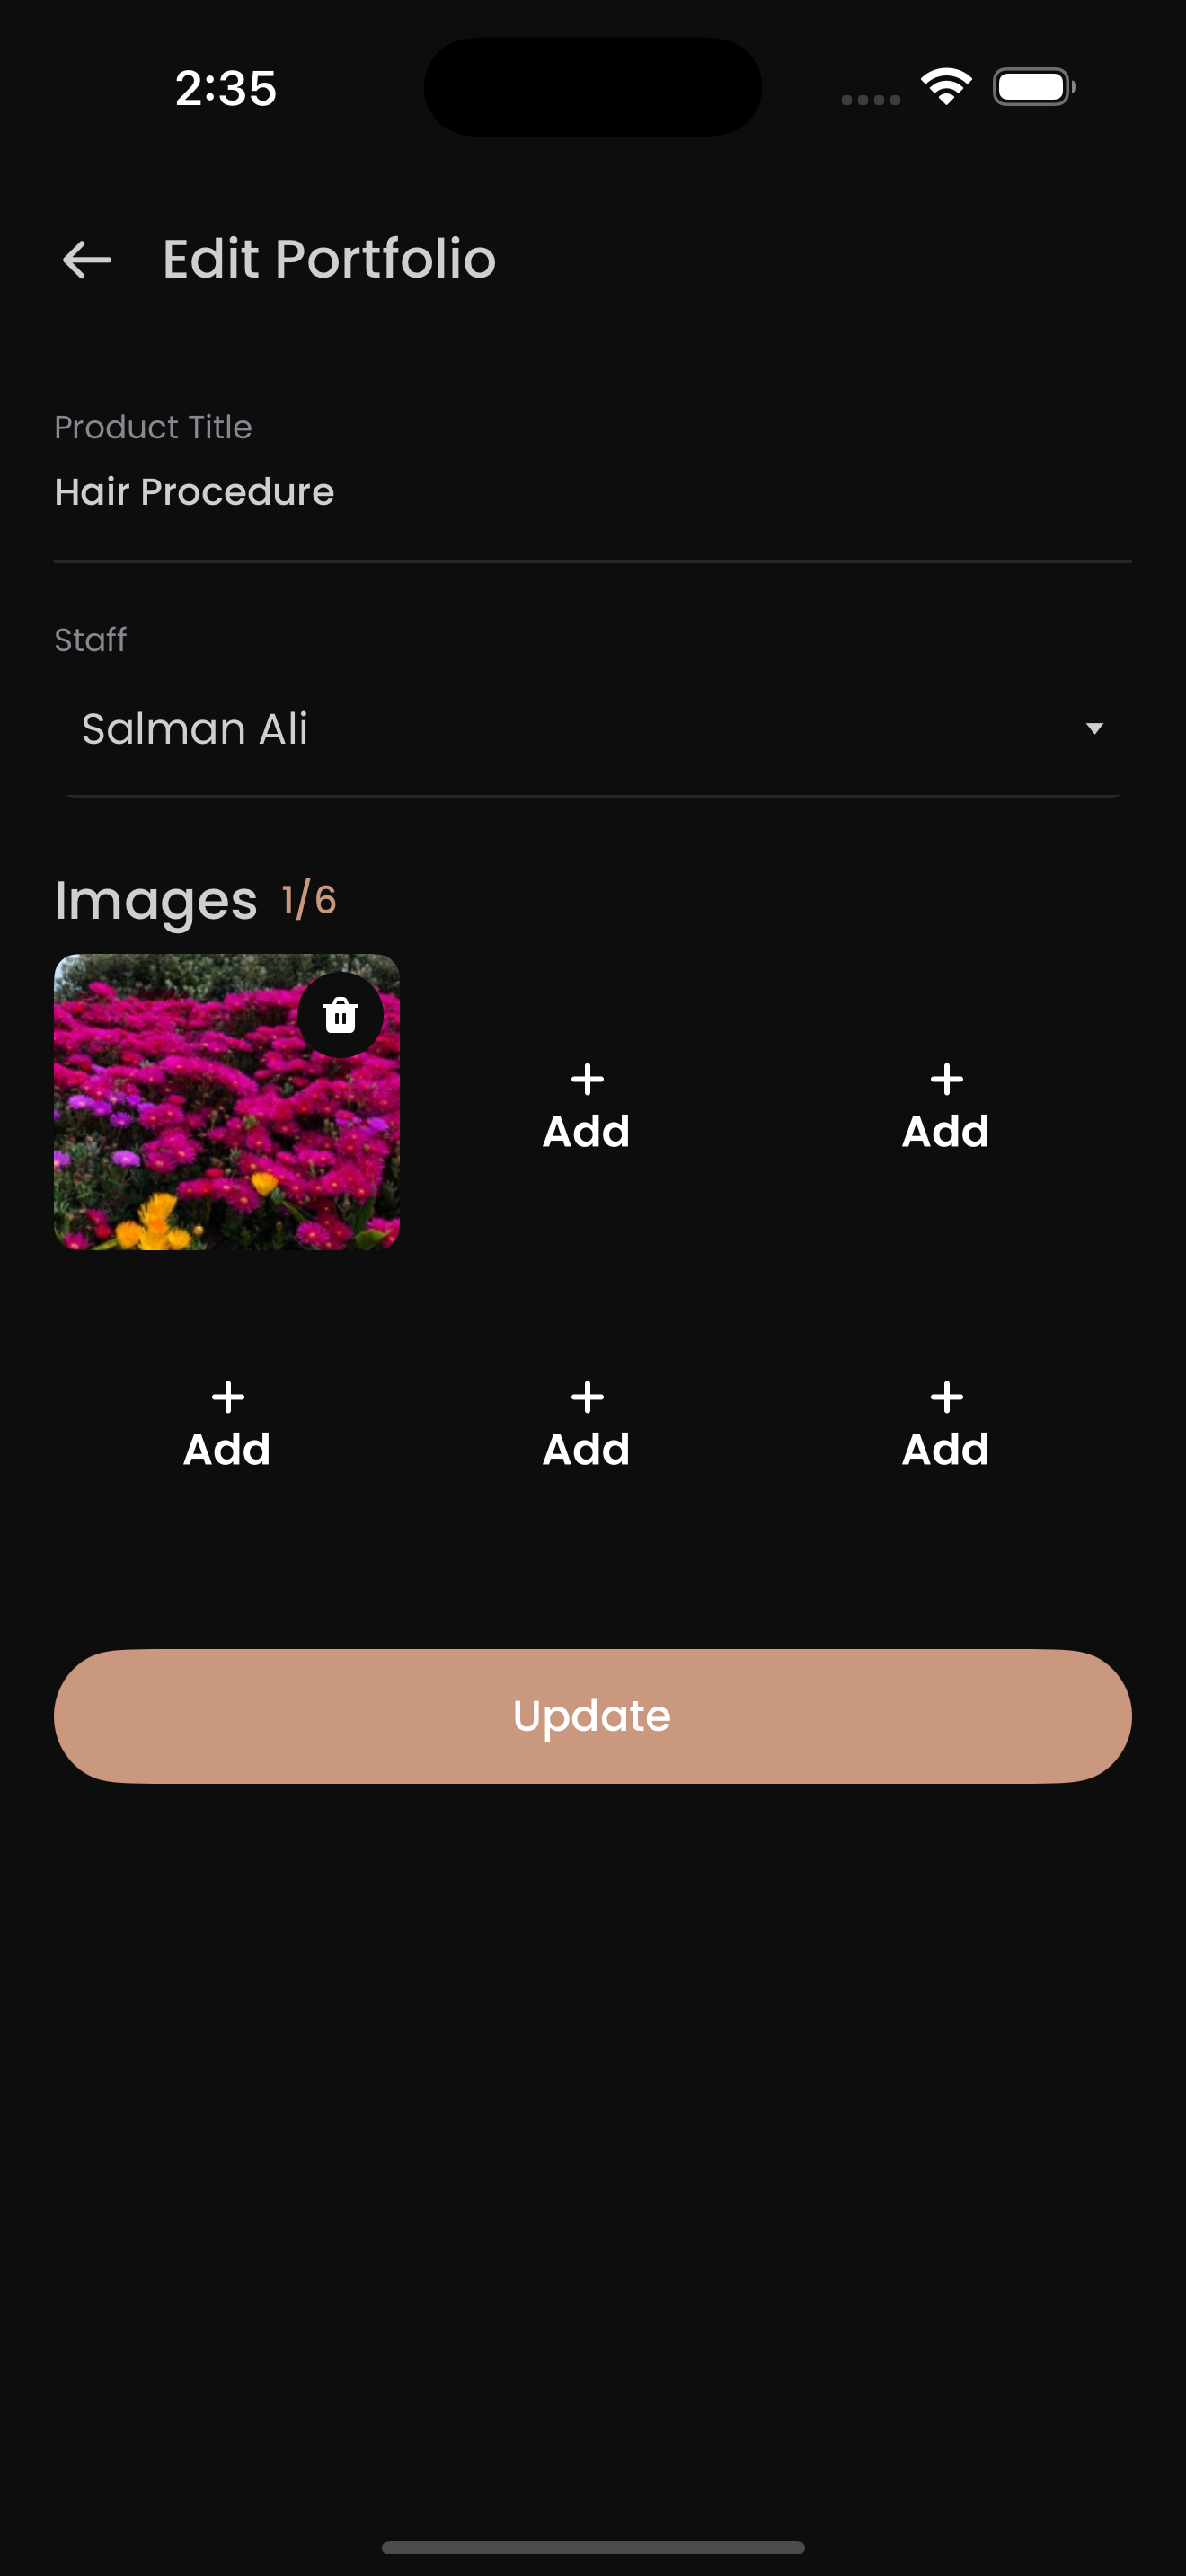 2:35
Edit Portfolio
Product Title
Hair Procedure
Staff
Salman Ali
Images 1/6
Add Add
Add Add Add
Update